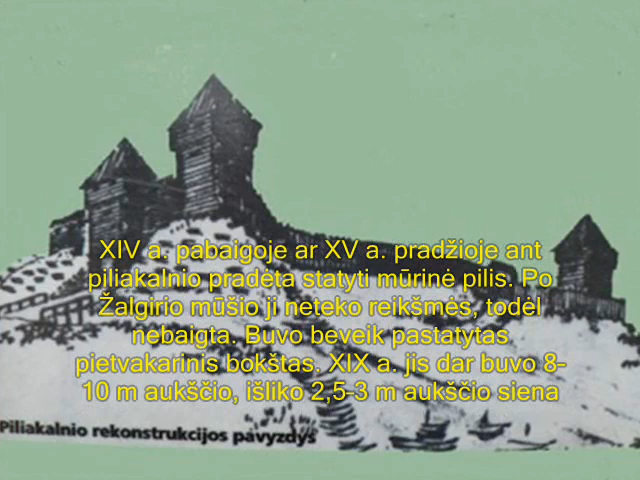 XIV a. pabaigoje ar XV a. pradžioje ant
piliakalnio pradėta statyti mūrinė pilis. Po
Žalgirio mūšio ji neteko reikšmės, todėl
nebaigta. Buvo beveik pastatytas
pietvakarinis bokštas. XIX a. jis dar buvo 8-
10 m aukščio, išliko 2,5-3 m aukščio siena
Piliakalnio rekonstrukcijos pavyzdys